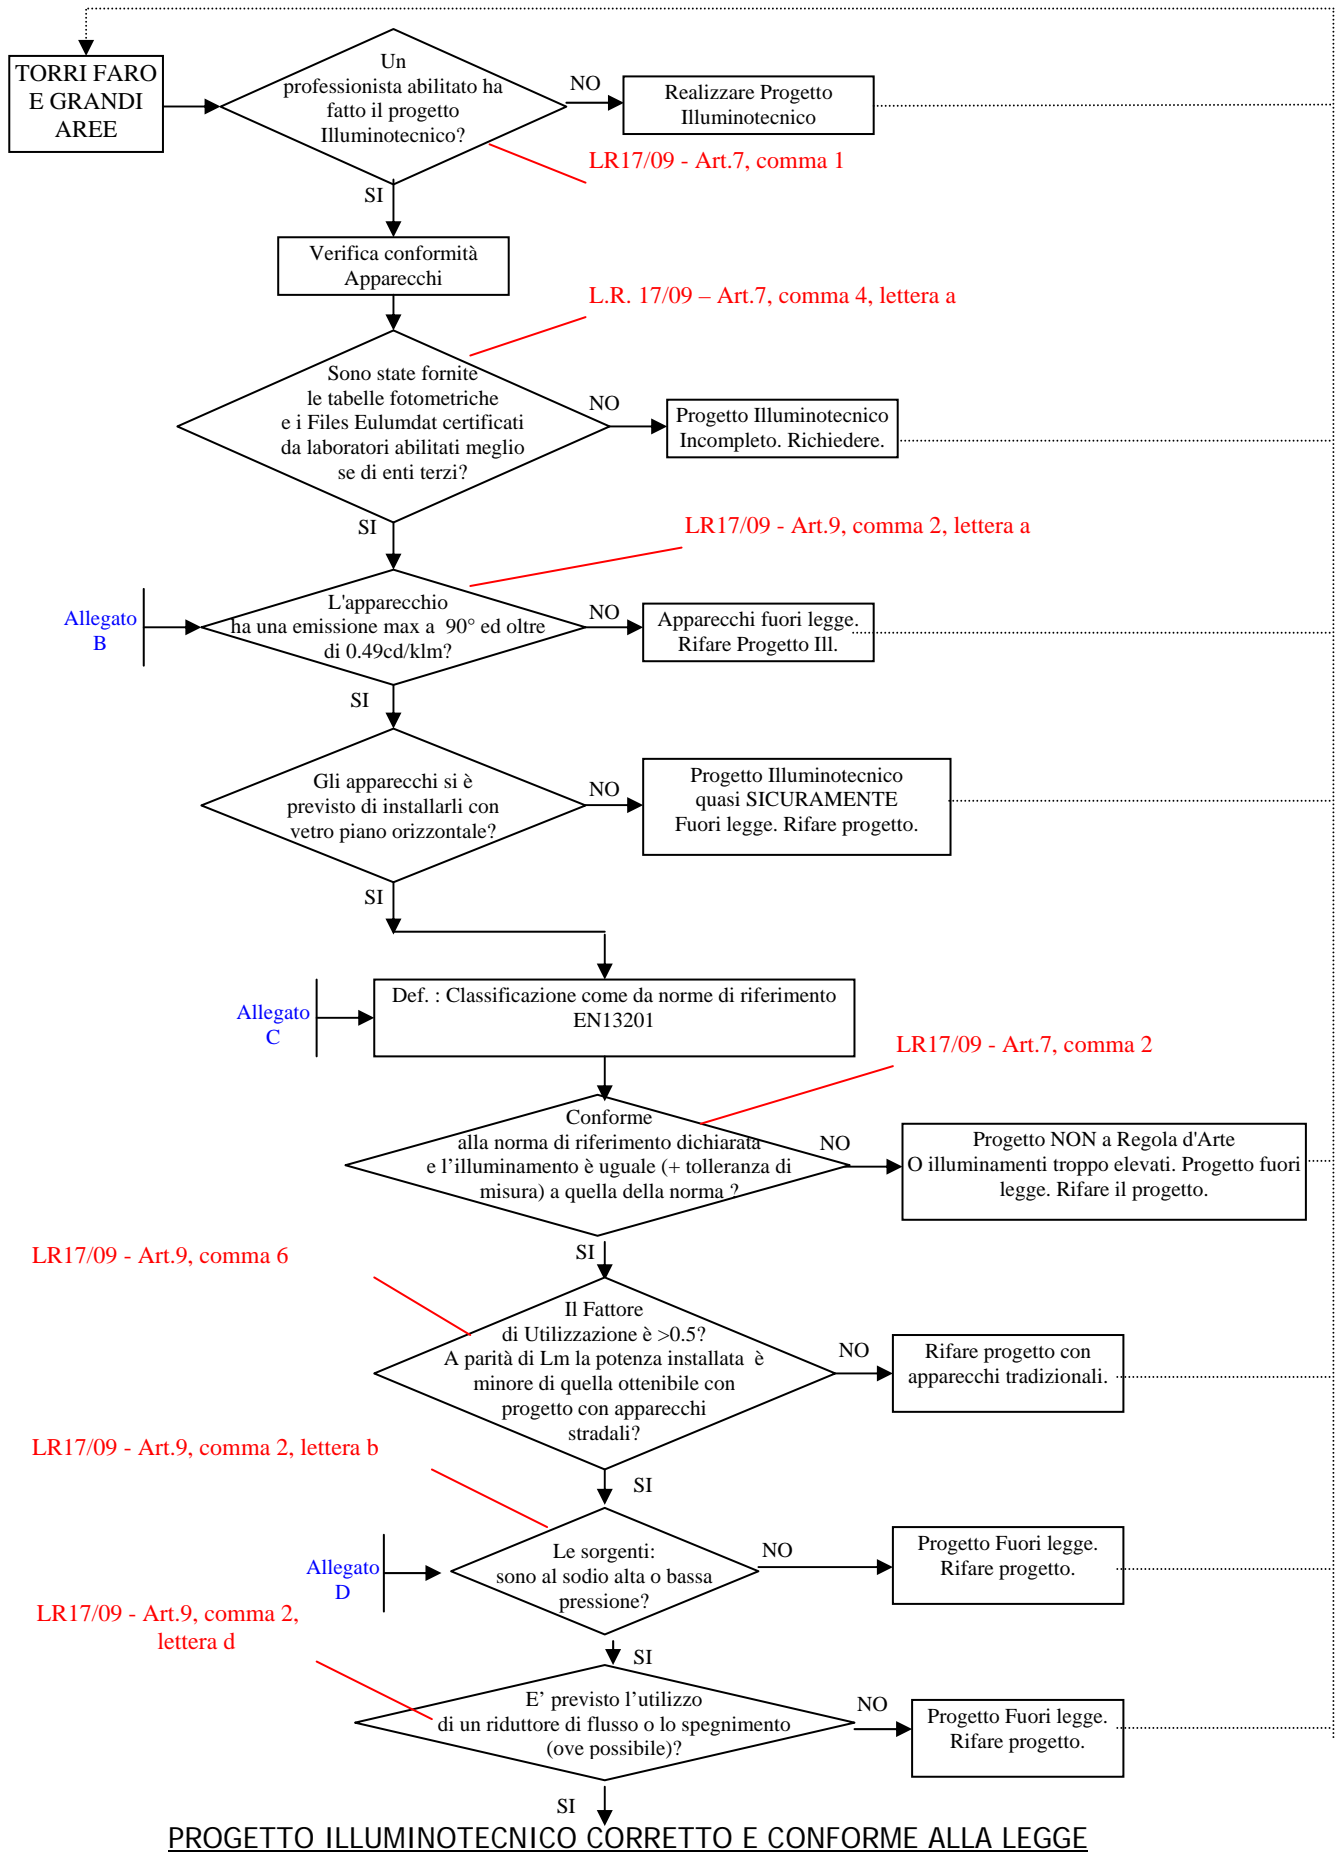 TORRI FARO
E GRANDI
AREE
Un
professionista abilitato ha
fatto il progetto
Illuminotecnico?
NO
Realizzare Progetto
Illuminotecnico
LR17/09 - Art.7, comma 1
SI
Verifica conformità
Apparecchi
L.R. 17/09 – Art.7, comma 4, lettera a
Sono state fornite
le tabelle fotometriche
e i Files Eulumdat certificati
da laboratori abilitati meglio
se di enti terzi?
NO
Progetto Illuminotecnico
Incompleto. Richiedere.
SI
LR17/09 - Art.9, comma 2, lettera a
Allegato
B
L'apparecchio
ha una emissione max a 90° ed oltre
di 0.49cd/klm?
NO
Apparecchi fuori legge.
Rifare Progetto Ill.
SI
Gli apparecchi si è
previsto di installarli con
vetro piano orizzontale?
NO
Progetto Illuminotecnico
quasi SICURAMENTE
Fuori legge. Rifare progetto.
SI
Allegato
C
Def. : Classificazione come da norme di riferimento
EN13201
LR17/09 - Art.7, comma 2
Conforme
alla norma di riferimento dichiarata
e l’illuminamento è uguale (+ tolleranza di
misura) a quella della norma ?
NO
Progetto NON a Regola d'Arte
O illuminamenti troppo elevati. Progetto fuori
legge. Rifare il progetto.
SI
LR17/09 - Art.9, comma 6
Il Fattore
di Utilizzazione è >0.5?
A parità di Lm la potenza installata è
minore di quella ottenibile con
progetto con apparecchi
stradali?
NO
Rifare progetto con
apparecchi tradizionali.
SI
LR17/09 - Art.9, comma 2, lettera b
Allegato
D
Le sorgenti:
sono al sodio alta o bassa
pressione?
NO
Progetto Fuori legge.
Rifare progetto.
SI
LR17/09 - Art.9, comma 2,
lettera d
E’ previsto l’utilizzo
di un riduttore di flusso o lo spegnimento
(ove possibile)?
NO
Progetto Fuori legge.
Rifare progetto.
SI
PROGETTO ILLUMINOTECNICO CORRETTO E CONFORME ALLA LEGGE